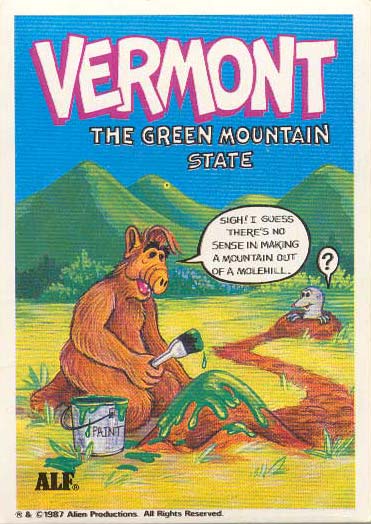 VERMONT
THE GREEN MOUNTAIN
STATE
SIGH! I GUESS
THERE'S NO
SENSE IN MAKING
A MOUNTAIN OUT
OF A MOLEHILL.
?
PAINT
ALF®
® & ©1987 Alien Productions. All Rights Reserved.